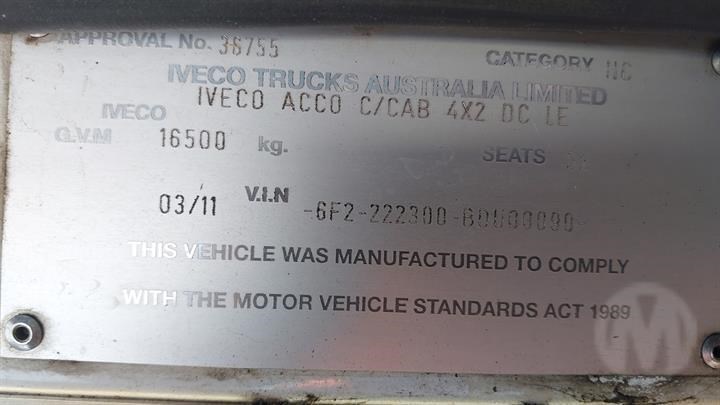 APPROVAL No. 36755 CATEGORY NC
IVECO TRUCKS AUSTRALIA LIMITED
IVECO IVECO ACCO C/CAB 4X2 DC LE
G.V.M 16500 kg. SEATS
03/11 V.I.N
THIS VEHICLE WAS MANUFACTURED TO COMPLY
WITH THE MOTOR VEHICLE STANDARDS ACT 1989
M